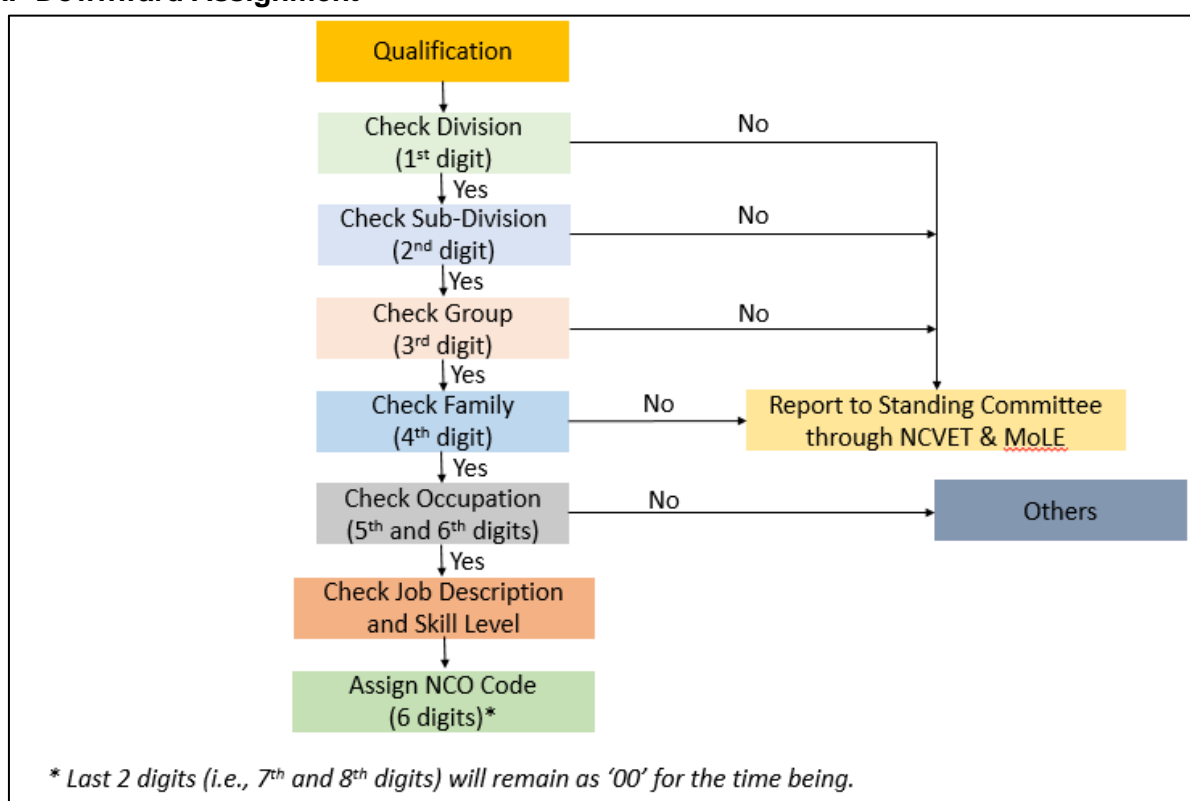 Downward Assignment
Qualification
Check Division
No
(1st digit)
Yes
Check Sub-Division
No
(2nd digit)
Yes
Check Group
No
(3rd digit)
Yes
Check Family
No
Report to Standing Committee
(4th digit)
through NCVET & MoLE
Yes
Check Occupation
No
Others
(5th and 6th digits)
Yes
Check Job Description
and Skill Level
Assign NCO Code
(6 digits)*
* Last 2 digits (i.e., 7th and 8th digits) will remain as ‘00’ for the time being.